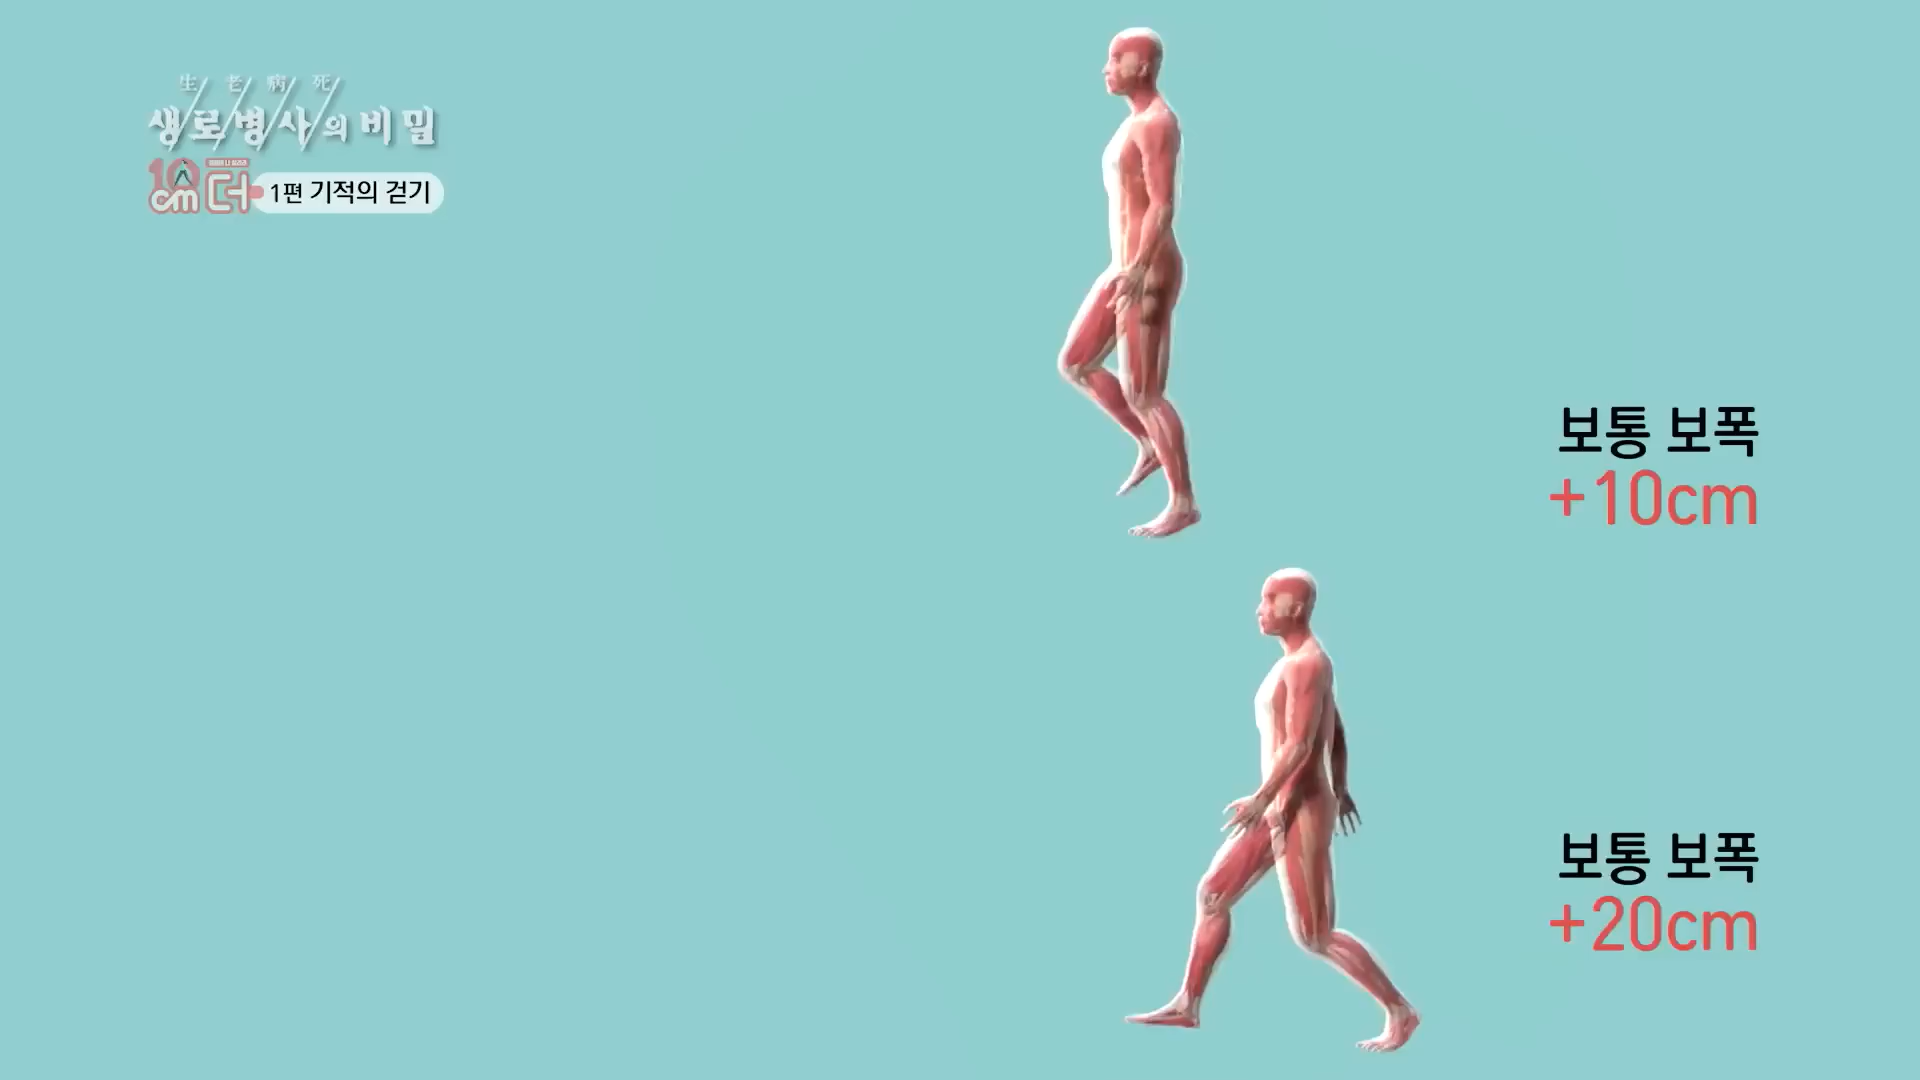 生老病死
생로병사의 비밀
10cm 더
1편 기적의 걷기
보통 보폭
+10cm
보통 보폭
+20cm